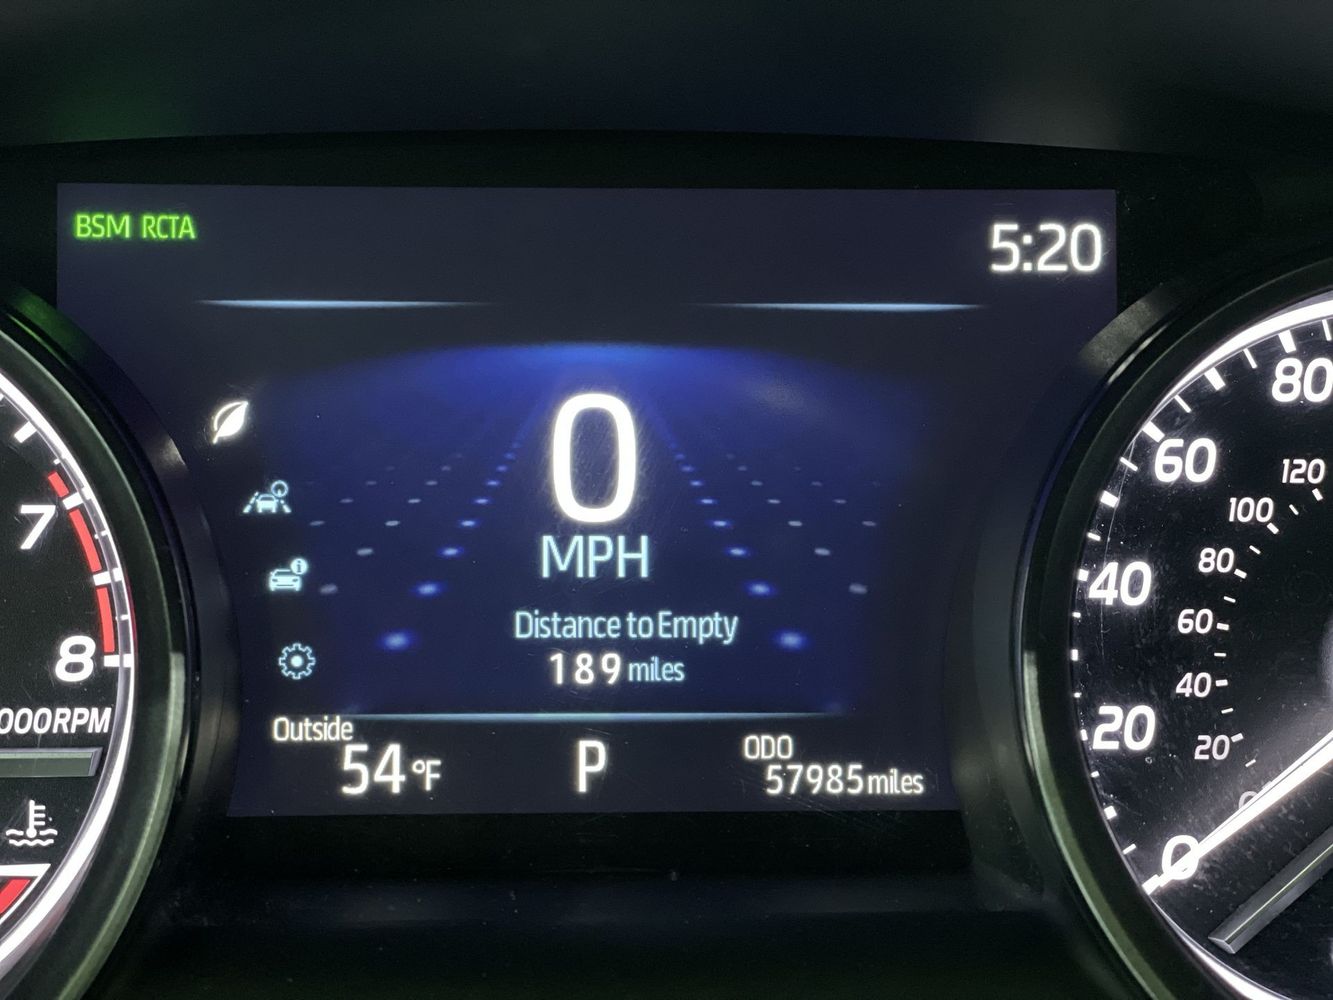 BSM RCTA
5:20
0
MPH
Distance to Empty
189 miles
Outside
54 °F
P
ODO
57985 miles
7
8
000RPM
80
60
40
20
0
120
100
80
60
40
20